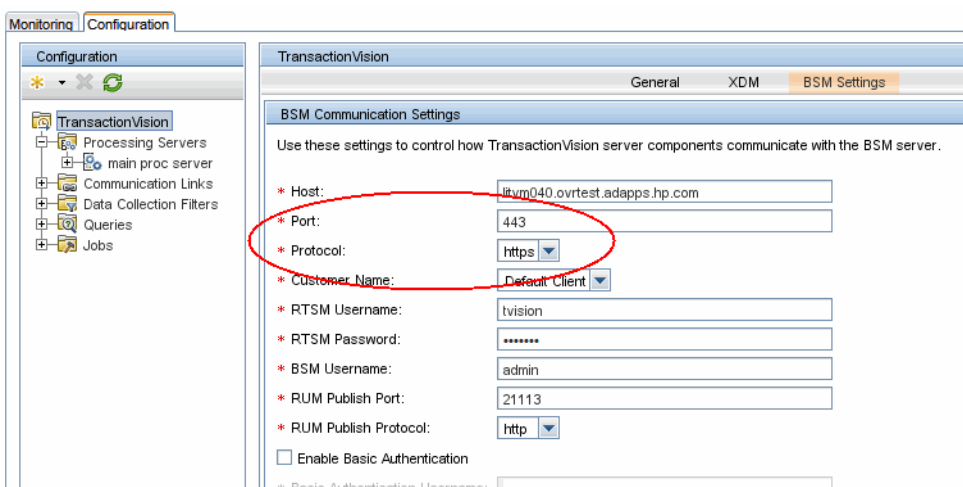 Monitoring Configuration
Configuration
TransactionVision
Processing Servers
main proc server
Communication Links
Data Collection Filters
Queries
Jobs
TransactionVision
General XDM BSM Settings
BSM Communication Settings
Use these settings to control how TransactionVision server components communicate with the BSM server.
* Host: litvm040.ovrtest.adapps.hp.com
* Port: 443
* Protocol: https
* Customer Name: Default Client
* RTSM Username: tvision
* RTSM Password: •••••••
* BSM Username: admin
* RUM Publish Port: 21113
* RUM Publish Protocol: http
Enable Basic Authentication
* Basic Authentication Username: